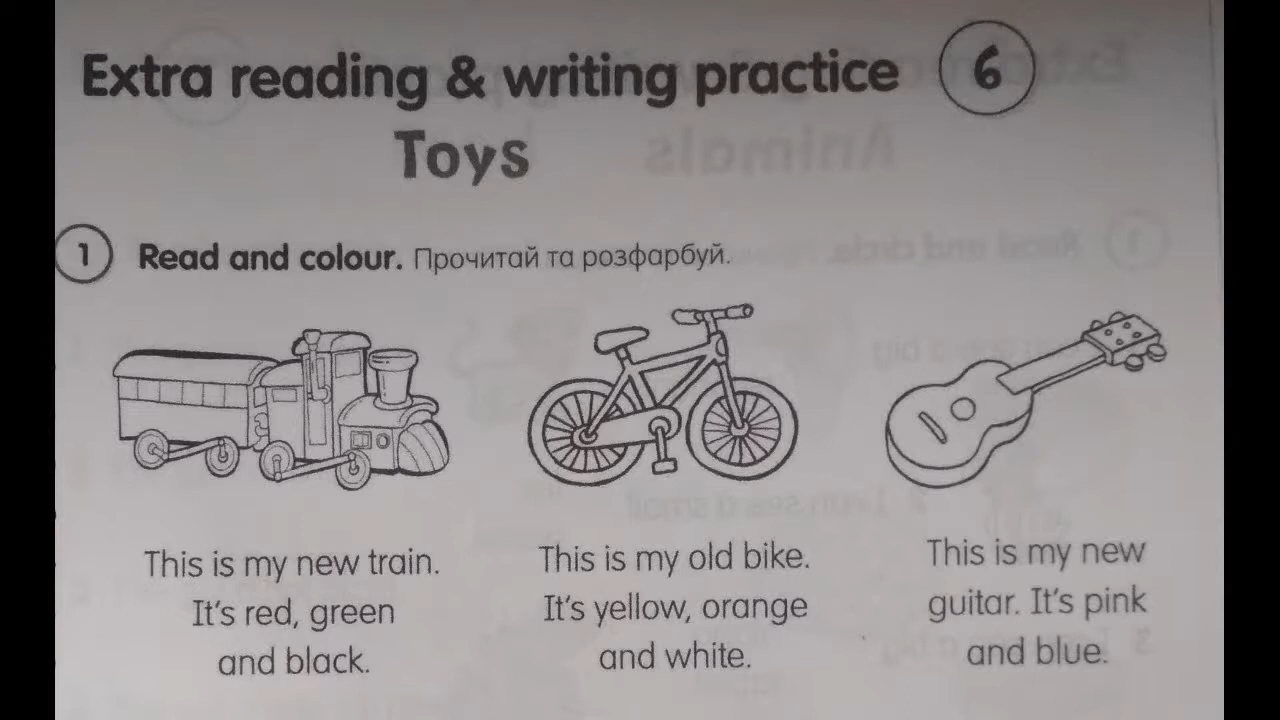 Extra reading & writing practice 6
Toys
1 Read and colour. Прочитай та розфарбуй.
This is my new train.
It's red, green
and black.
This is my old bike.
It's yellow, orange
and white.
This is my new
guitar. It's pink
and blue.